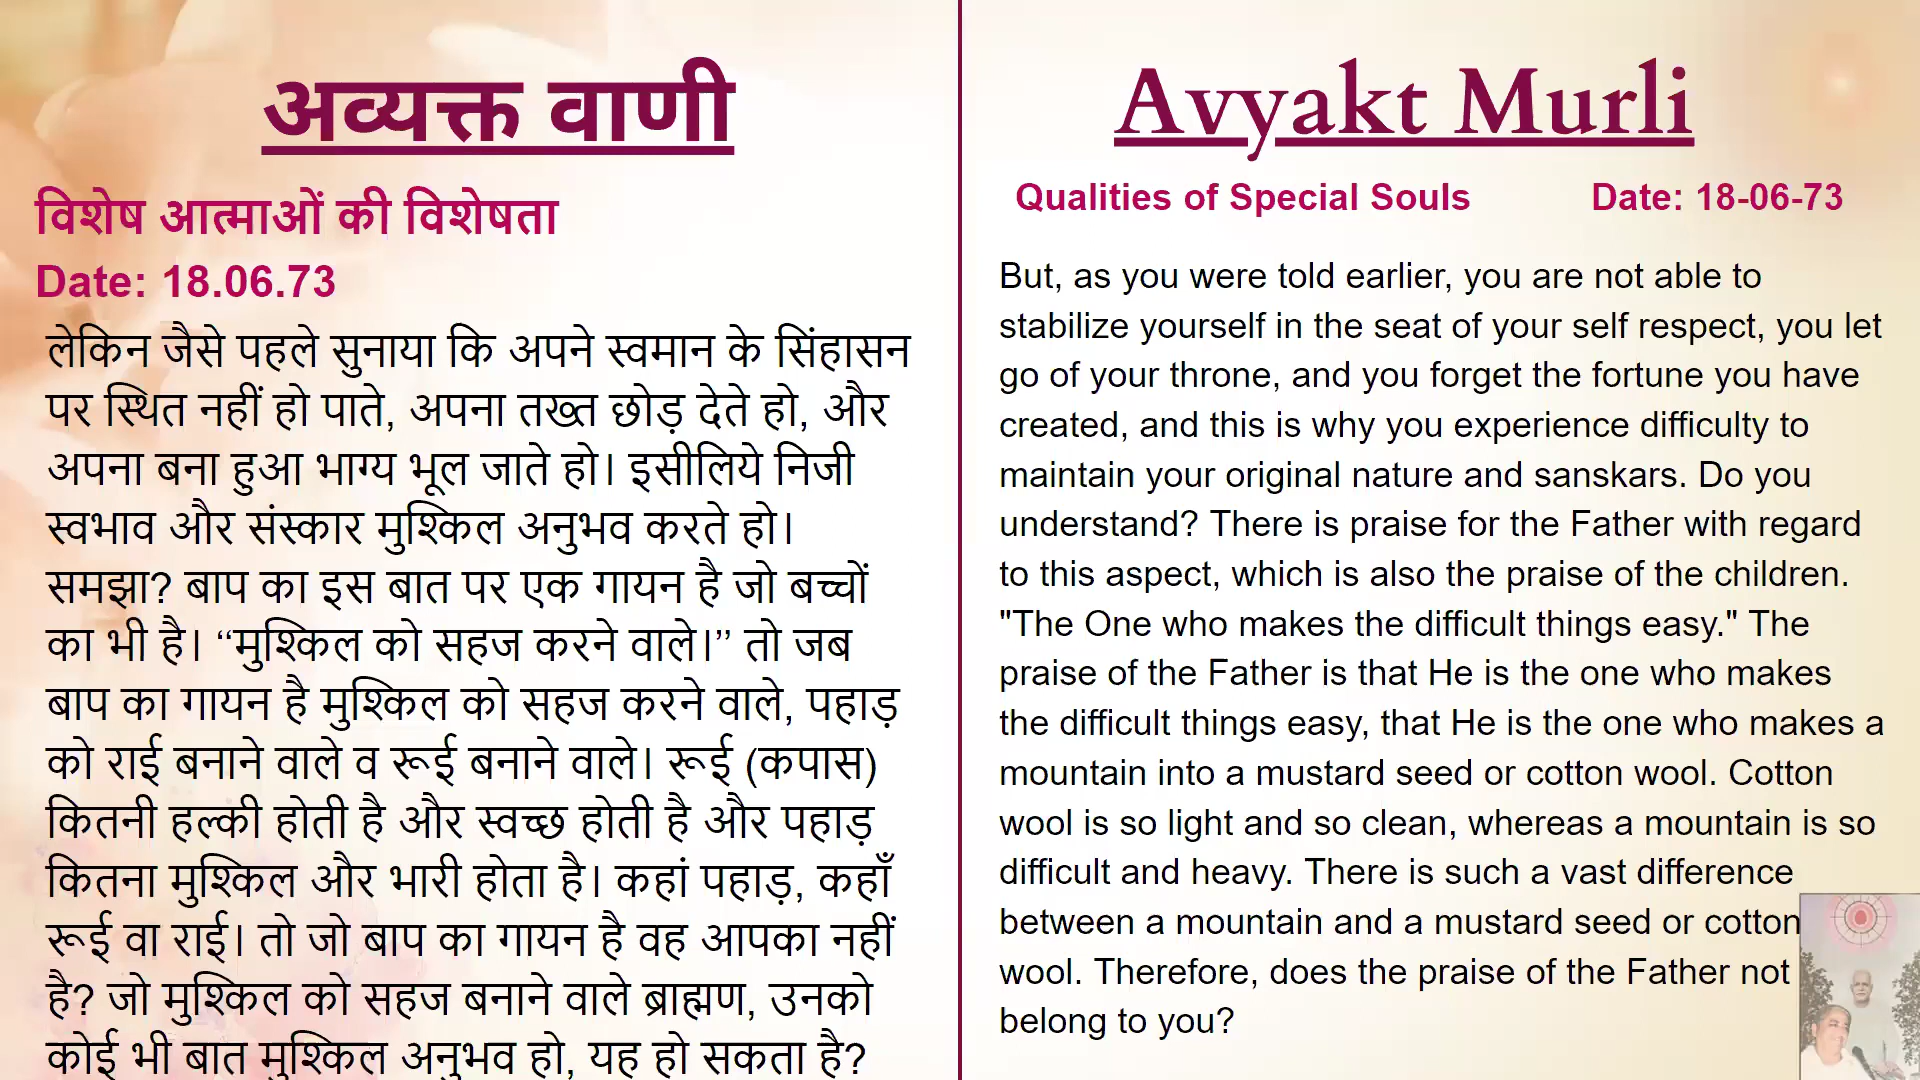 अव्यक्त वाणी
विशेष आत्माओं की विशेषता
Date: 18.06.73
लेकिन जैसे पहले सुनाया कि अपने स्वमान के सिंहासन
पर स्थित नहीं हो पाते, अपना तख्त छोड़ देते हो, और
अपना बना हुआ भाग्य भूल जाते हो। इसीलिये निजी
स्वभाव और संस्कार मुश्किल अनुभव करते हो।
समझा? बाप का इस बात पर एक गायन है जो बच्चों
का भी है। “मुश्किल को सहज करने वाले।” तो जब
बाप का गायन है मुश्किल को सहज करने वाले, पहाड़
को राई बनाने वाले व रूई बनाने वाले। रूई (कपास)
कितनी हल्की होती है और स्वच्छ होती है और पहाड़
कितना मुश्किल और भारी होता है। कहां पहाड़, कहाँ
रूई वा राई। तो जो बाप का गायन है वह आपका नहीं
है? जो मुश्किल को सहज बनाने वाले ब्राह्मण, उनको
कोई भी बात मुश्किल अनुभव हो, यह हो सकता है?
Avyakt Murli
Qualities of Special Souls Date: 18-06-73
But, as you were told earlier, you are not able to
stabilize yourself in the seat of your self respect, you let
go of your throne, and you forget the fortune you have
created, and this is why you experience difficulty to
maintain your original nature and sanskars. Do you
understand? There is praise for the Father with regard
to this aspect, which is also the praise of the children.
"The One who makes the difficult things easy." The
praise of the Father is that He is the one who makes
the difficult things easy, that He is the one who makes a
mountain into a mustard seed or cotton wool. Cotton
wool is so light and so clean, whereas a mountain is so
difficult and heavy. There is such a vast difference
between a mountain and a mustard seed or cotton
wool. Therefore, does the praise of the Father not
belong to you?